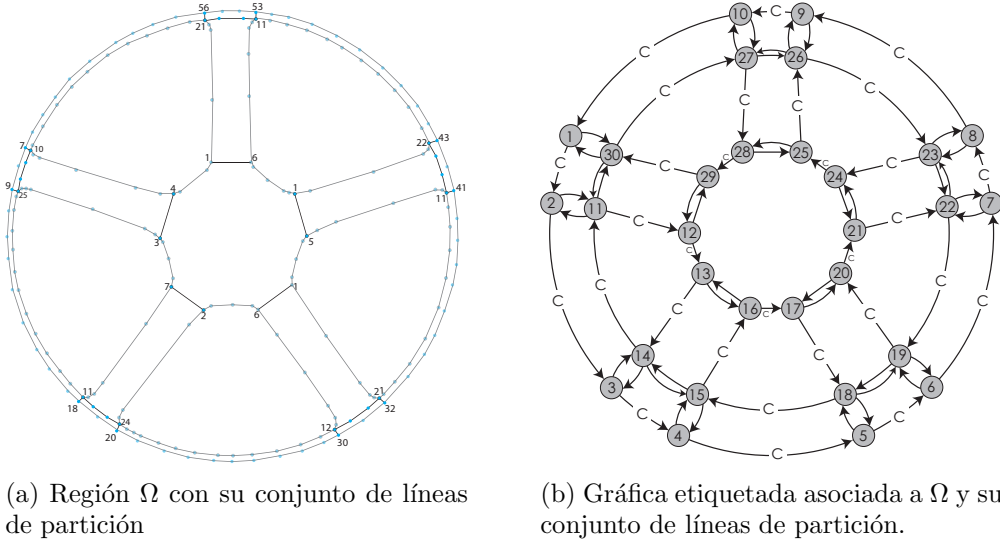 56
53
21
11
43
22
7
10
1
6
4
1
9
25
41
11
3
5
7
1
2
6
11
18
21
32
24
20
12
30
10
9
C
27
26
C
C
C
C
C
1
8
30
28
25
23
C
C
C
C
C
29
24
C
C
2
11
C
12
21
C
22
7
C
C
13
20
16
C
17
C
C
C
C
C
14
19
3
C
C
6
15
C
18
C
4
5
C
C
(a) Región Ω con su conjunto de líneas
de partición
(b) Gráfica etiquetada asociada a Ω y su
conjunto de líneas de partición.